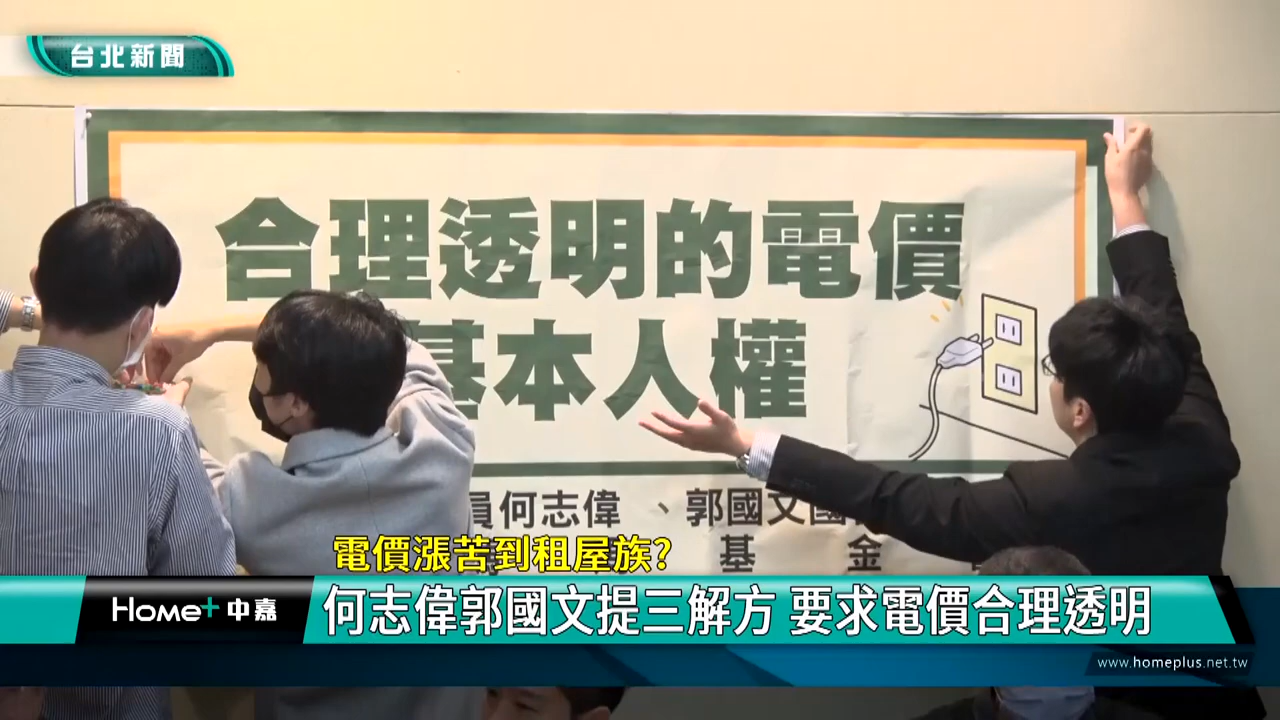 台北新聞
合理透明的電價
基本人權
員何志偉、郭國文國
基金
電價漲苦到租屋族?
Home+中嘉
何志偉郭國文提三解方 要求電價合理透明
www.homeplus.net.tw